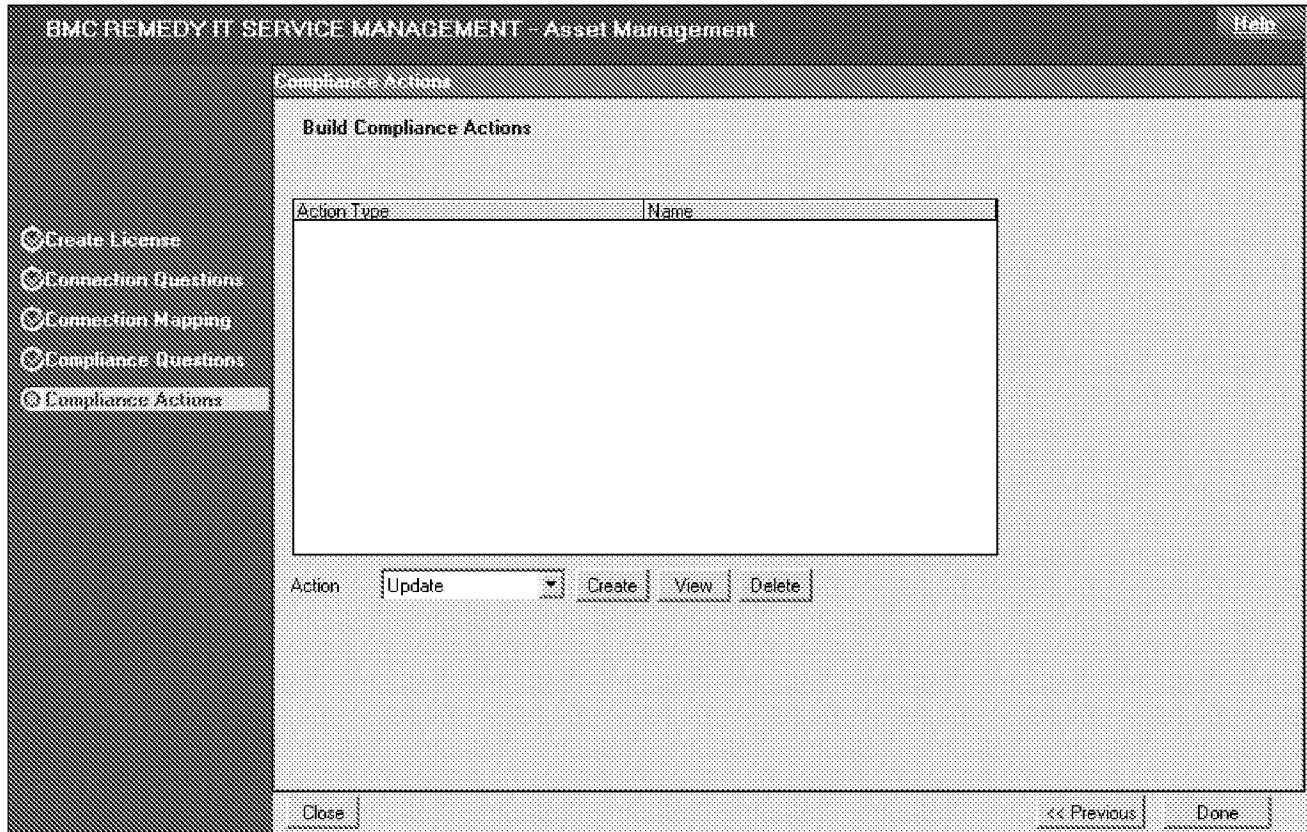 BMC REMEDY IT SERVICE MANAGEMENT - Asset Management
Help
Compliance Actions
Build Compliance Actions
Action Type Name
Create License
Connection Questions
Connection Mapping
Compliance Questions
Compliance Actions
Action Update Create View Delete
Close << Previous Done